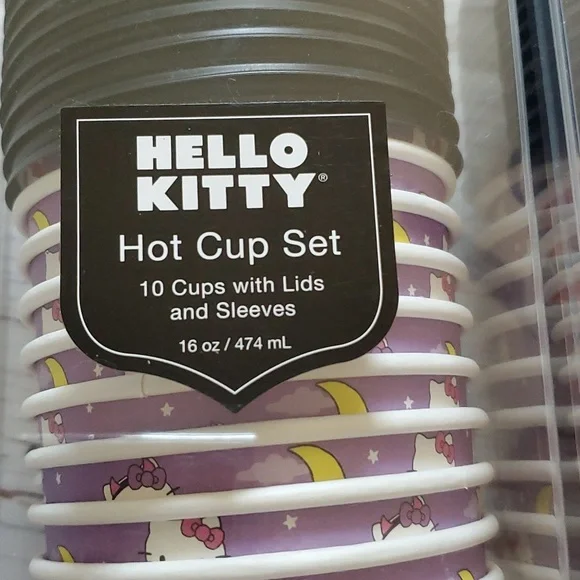 HELLO
KITTY®
Hot Cup Set
10 Cups with Lids
and Sleeves
16 oz / 474 mL